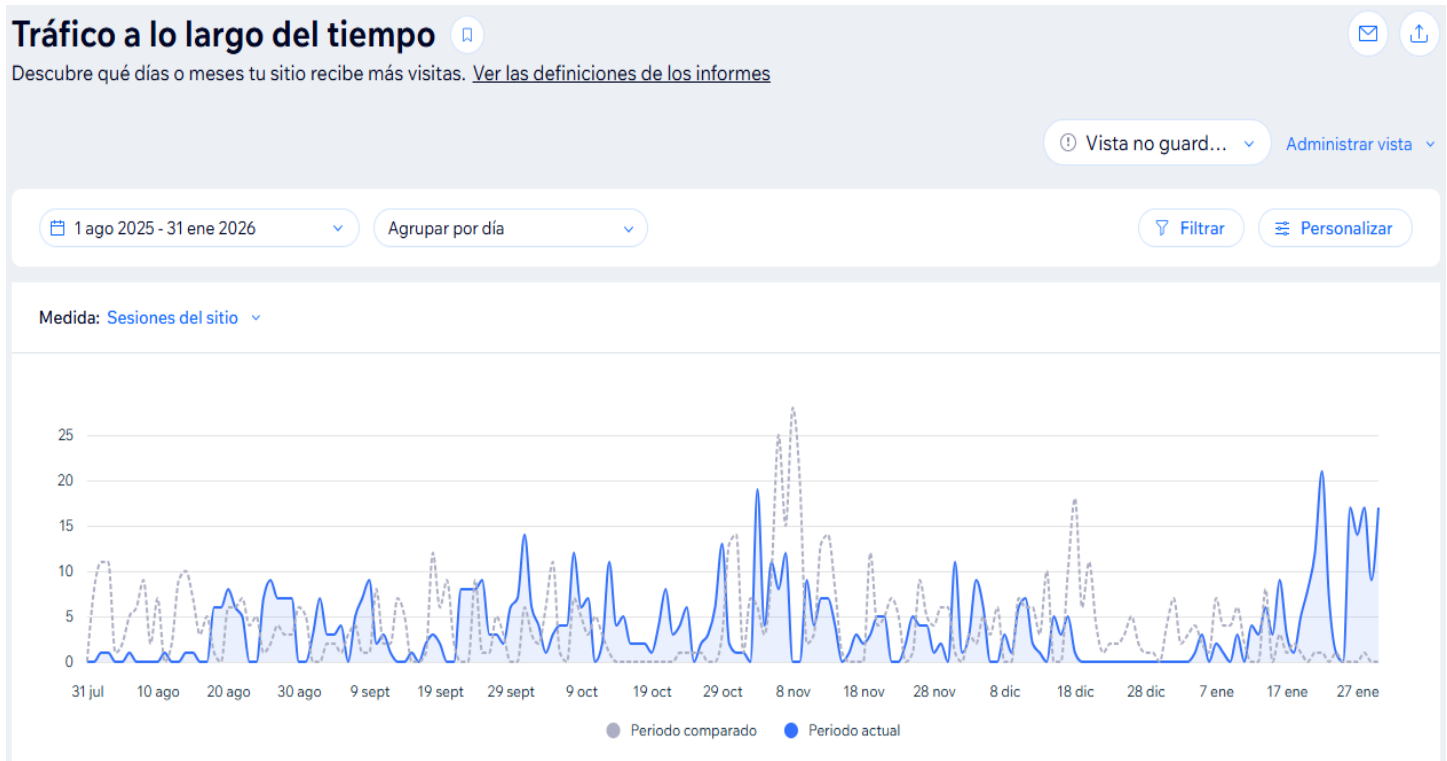 Tráfico a lo largo del tiempo
Descubre qué días o meses tu sitio recibe más visitas. Ver las definiciones de los informes
Vista no guard...
Administrar vista
1 ago 2025 - 31 ene 2026
Agrupar por día
Filtrar
Personalizar
Medida: Sesiones del sitio
25
20
15
10
5
0
31 jul 10 ago 20 ago 30 ago 9 sept 19 sept 29 sept 9 oct 19 oct 29 oct 8 nov 18 nov 28 nov 8 dic 18 dic 28 dic 7 ene 17 ene 27 ene
Periodo comparado Periodo actual